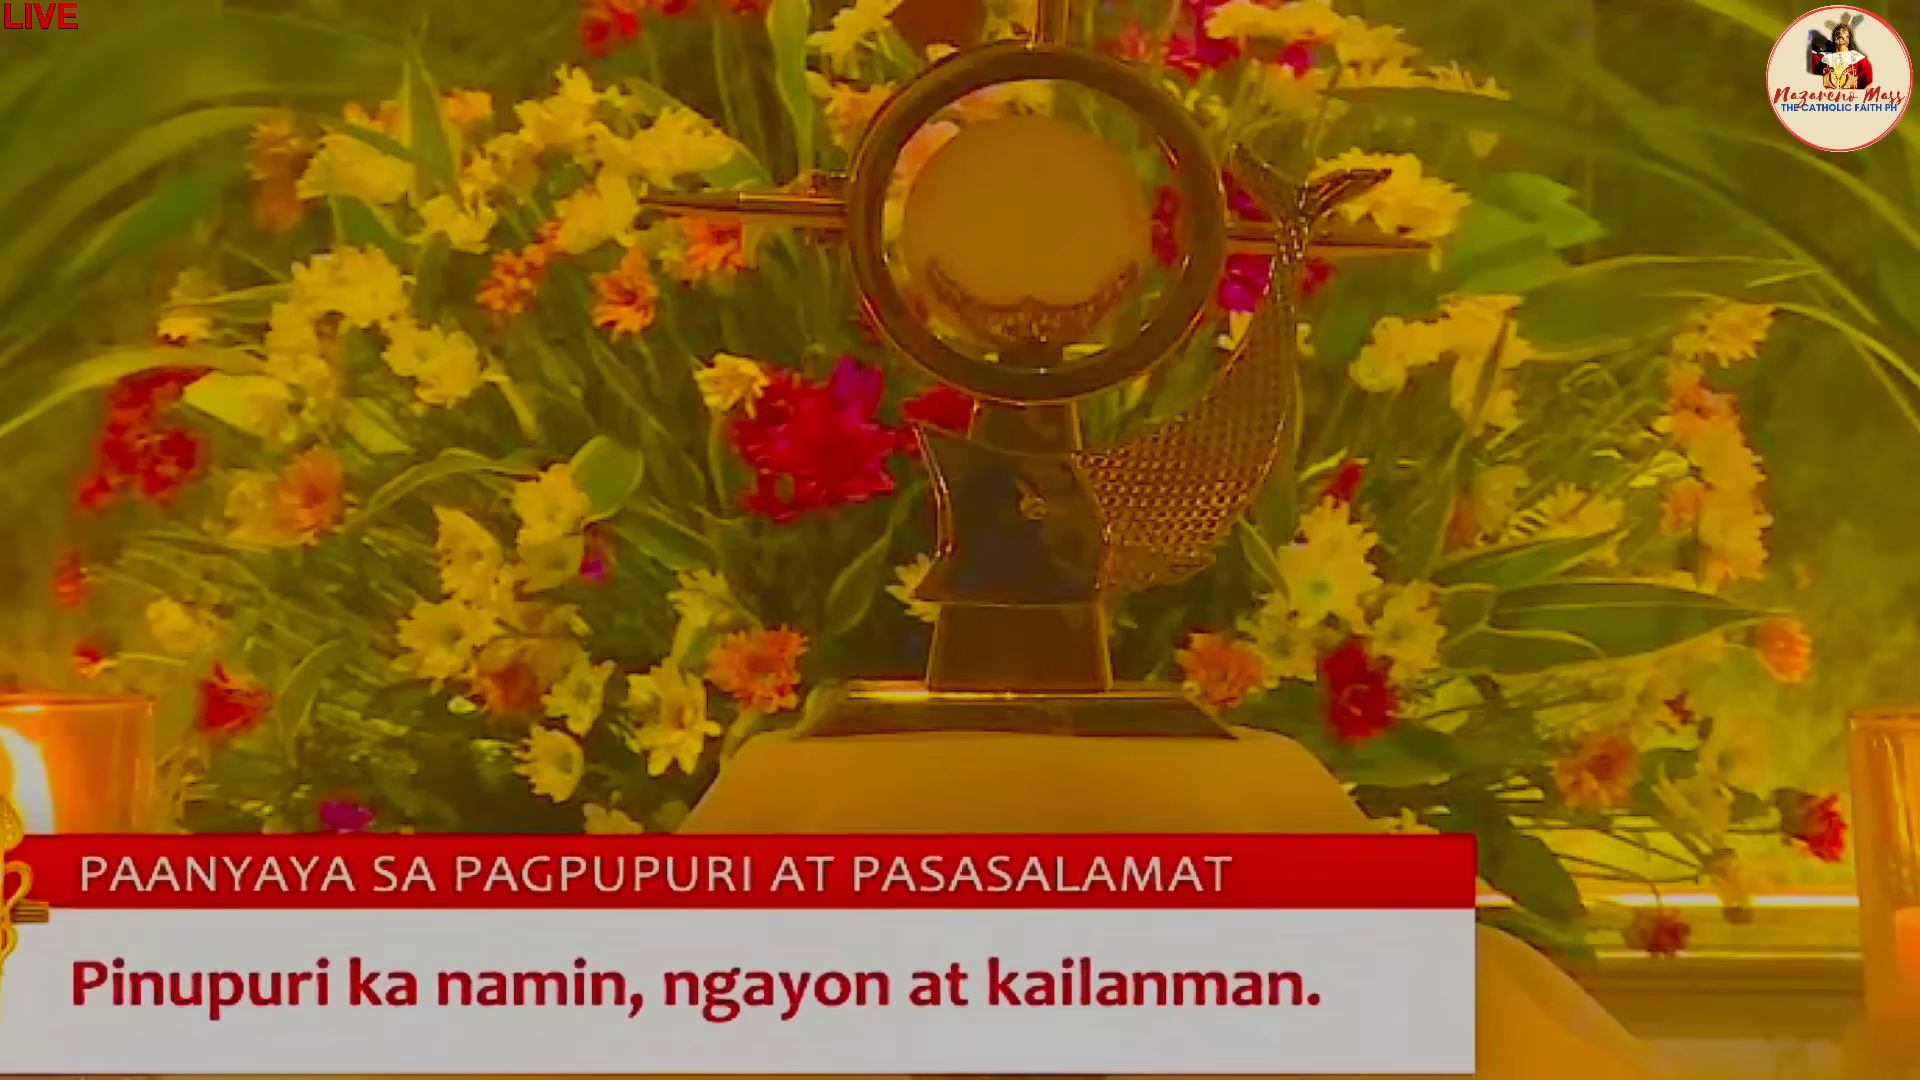 LIVE
Nazareno Mass
THE CATHOLIC FAITH PH
PAANYAYA SA PAGPUPURI AT PASASALAMAT
Pinupuri ka namin, ngayon at kailanman.